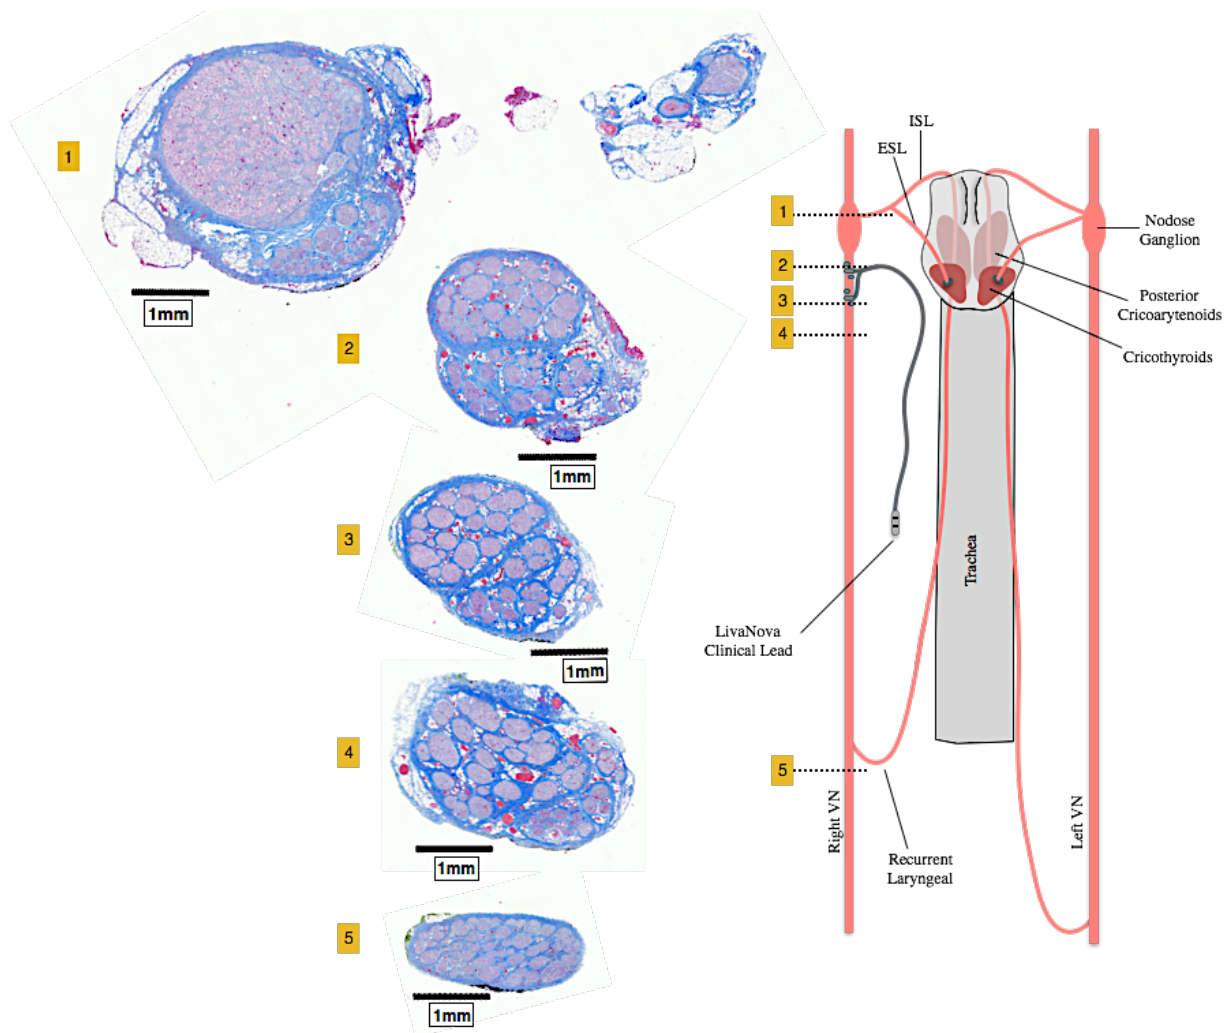 1
1mm
2
1mm
3
1mm
4
1mm
5
1mm
ISL
ESL
1
2
3
4
5
Nodose
Ganglion
Posterior
Cricoarytenoids
Cricothyroids
LivaNova
Clinical Lead
Trachea
Right VN
Left VN
Recurrent
Laryngeal